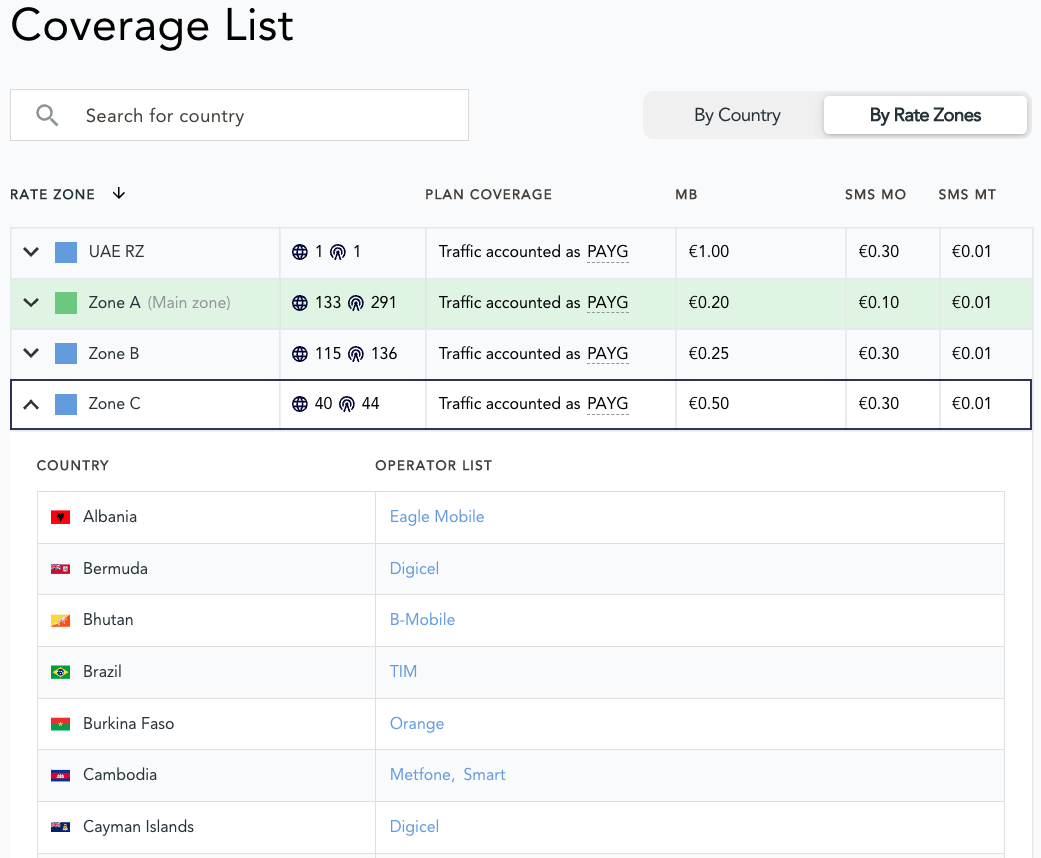 Coverage List
Search for country
By Country
By Rate Zones
RATE ZONE PLAN COVERAGE MB SMS MO SMS MT
UAE RZ 1 1 Traffic accounted as PAYG €1.00 €0.30 €0.01
Zone A (Main zone) 133 291 Traffic accounted as PAYG €0.20 €0.10 €0.01
Zone B 115 136 Traffic accounted as PAYG €0.25 €0.30 €0.01
Zone C 40 44 Traffic accounted as PAYG €0.50 €0.30 €0.01
COUNTRY OPERATOR LIST
Albania Eagle Mobile
Bermuda Digicel
Bhutan B-Mobile
Brazil TIM
Burkina Faso Orange
Cambodia Metfone, Smart
Cayman Islands Digicel